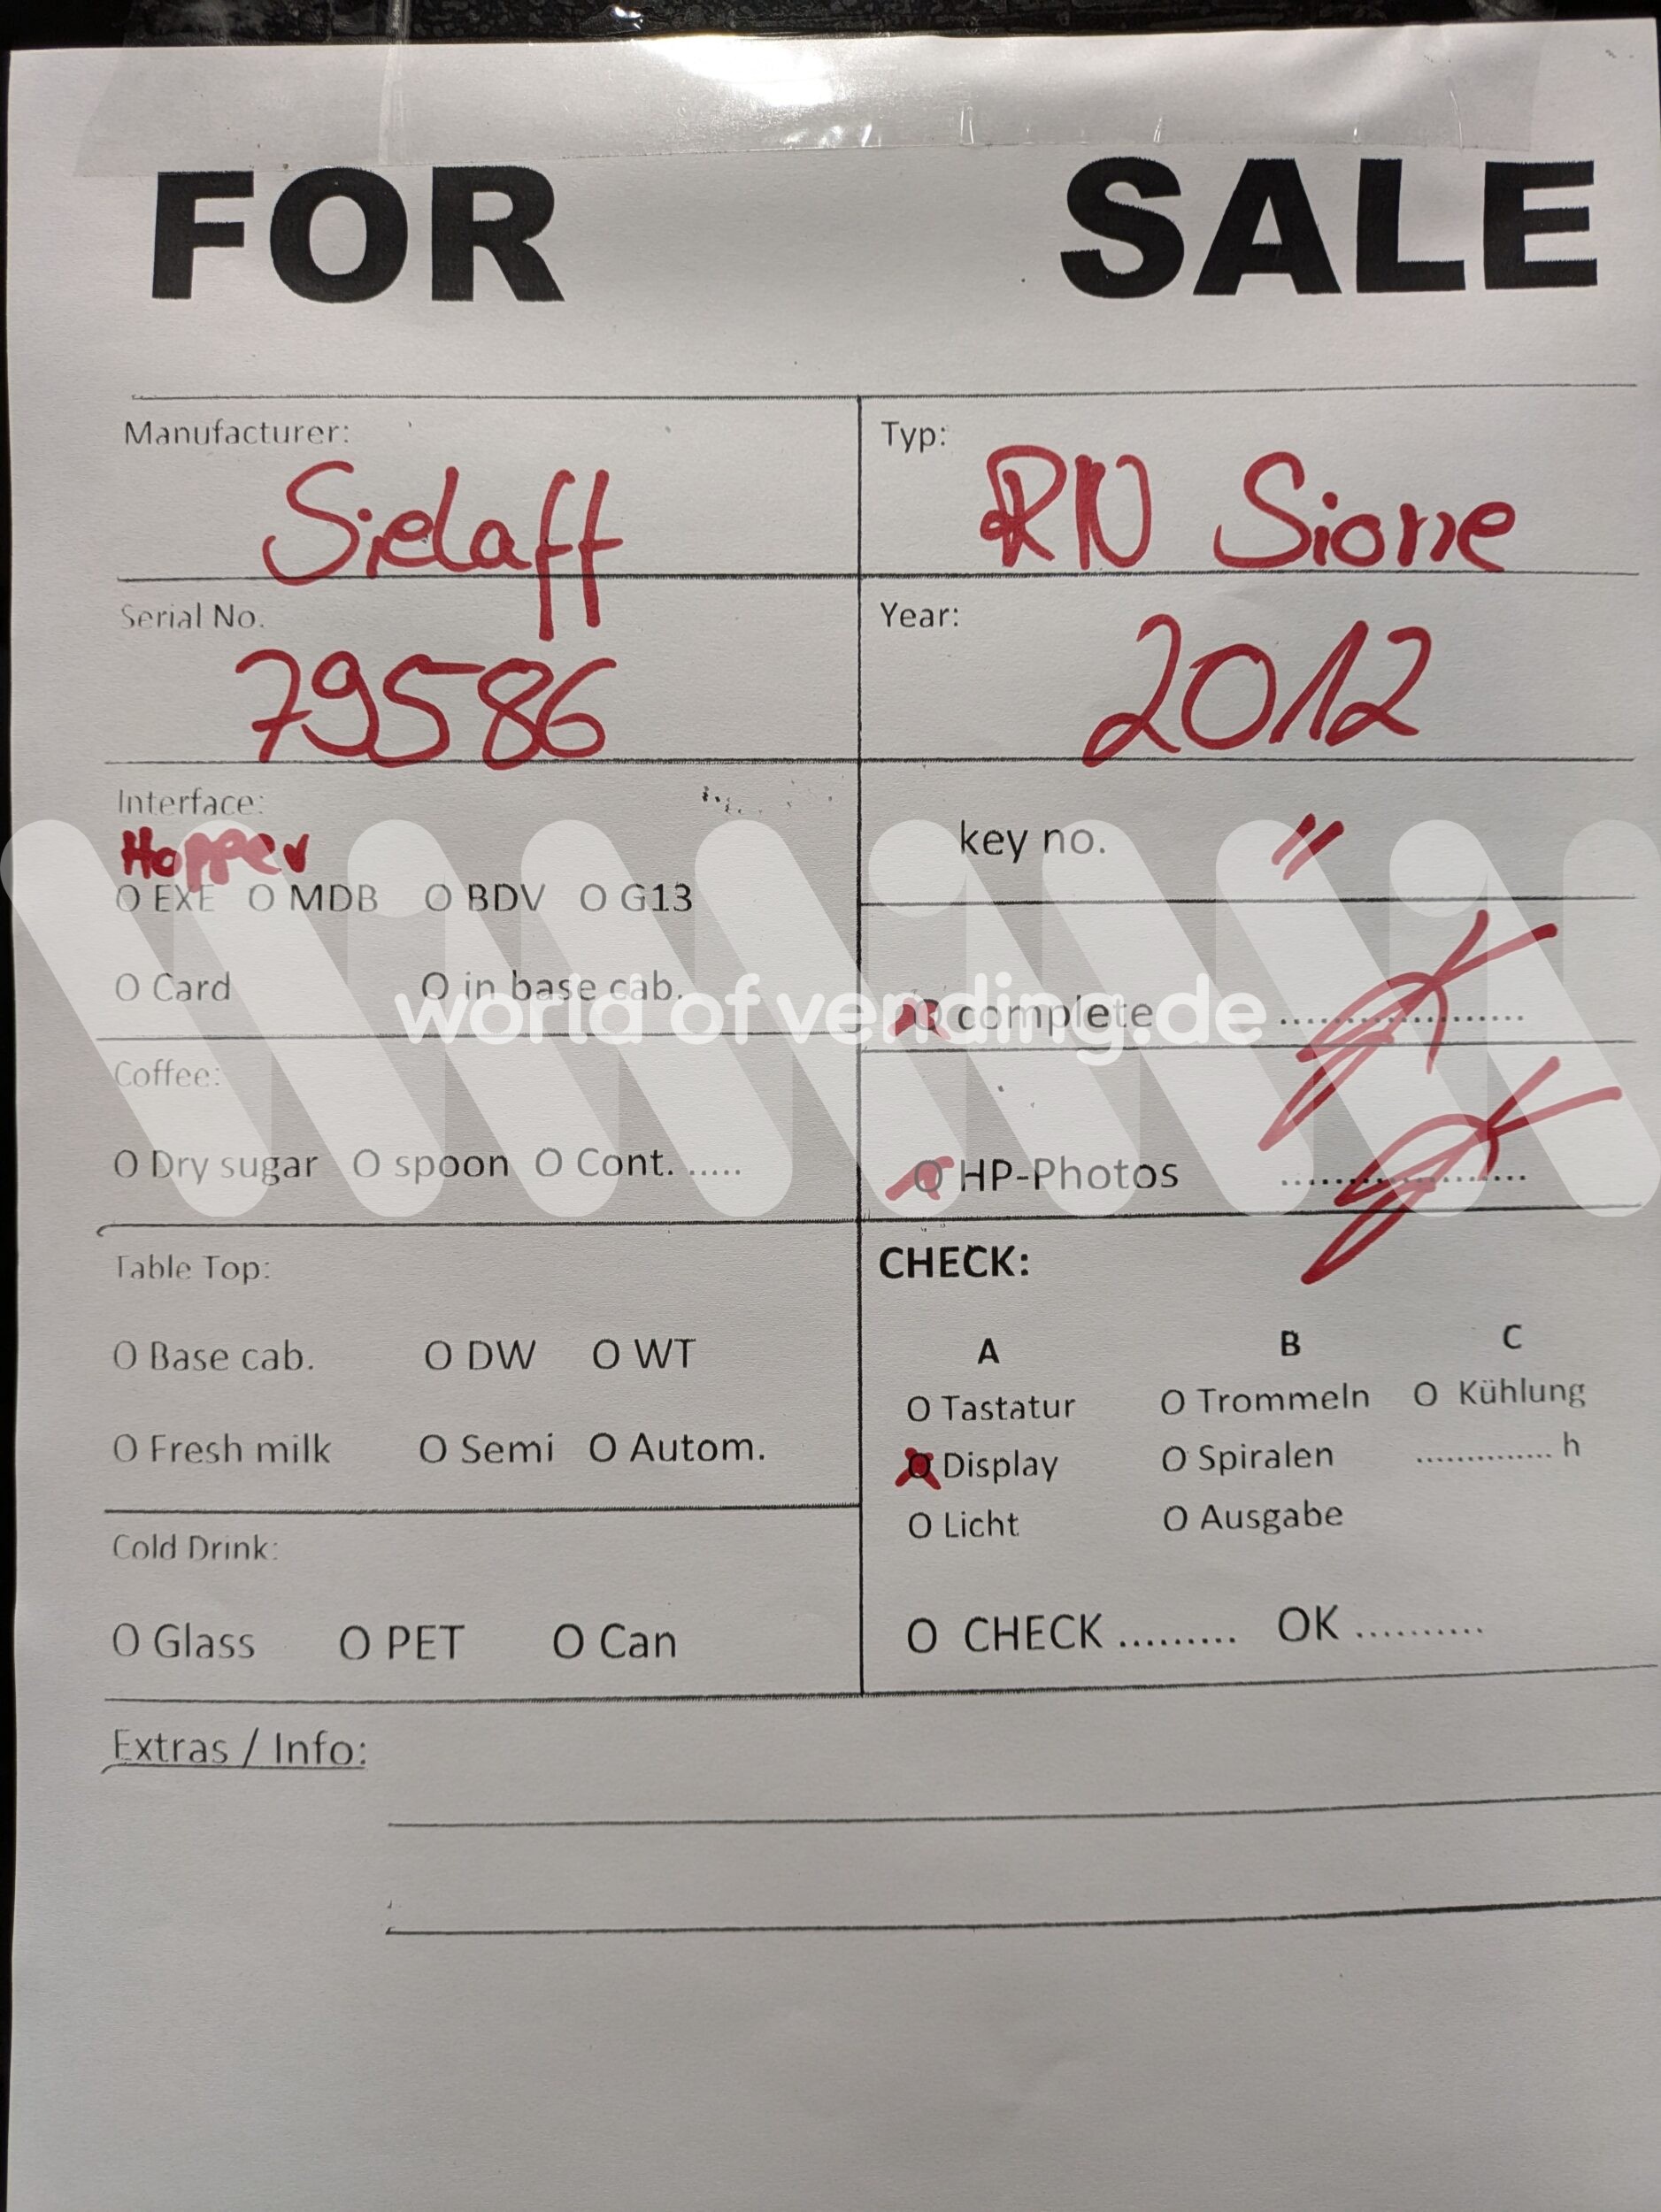 FOR SALE
Manufacturer: Typ:
Sielaff RN Sione
Serial No. Year:
79586 2012
Interface:
Hopper
O EXE O MDB O BDV O G13
key no. 11
O Card O in base cab.
O complete ....................
world of vending.de
Coffee:
O Dry sugar O spoon O Cont. .....
O HP-Photos ....................
Table Top:
O Base cab. O DW O WT
O Fresh milk O Semi O Autom.
Cold Drink:
O Glass O PET O Can
CHECK:
A B C
O Tastatur O Trommeln O Kühlung
O Display O Spiralen .............. h
O Licht O Ausgabe
O CHECK ......... OK ..........
Extras / Info: